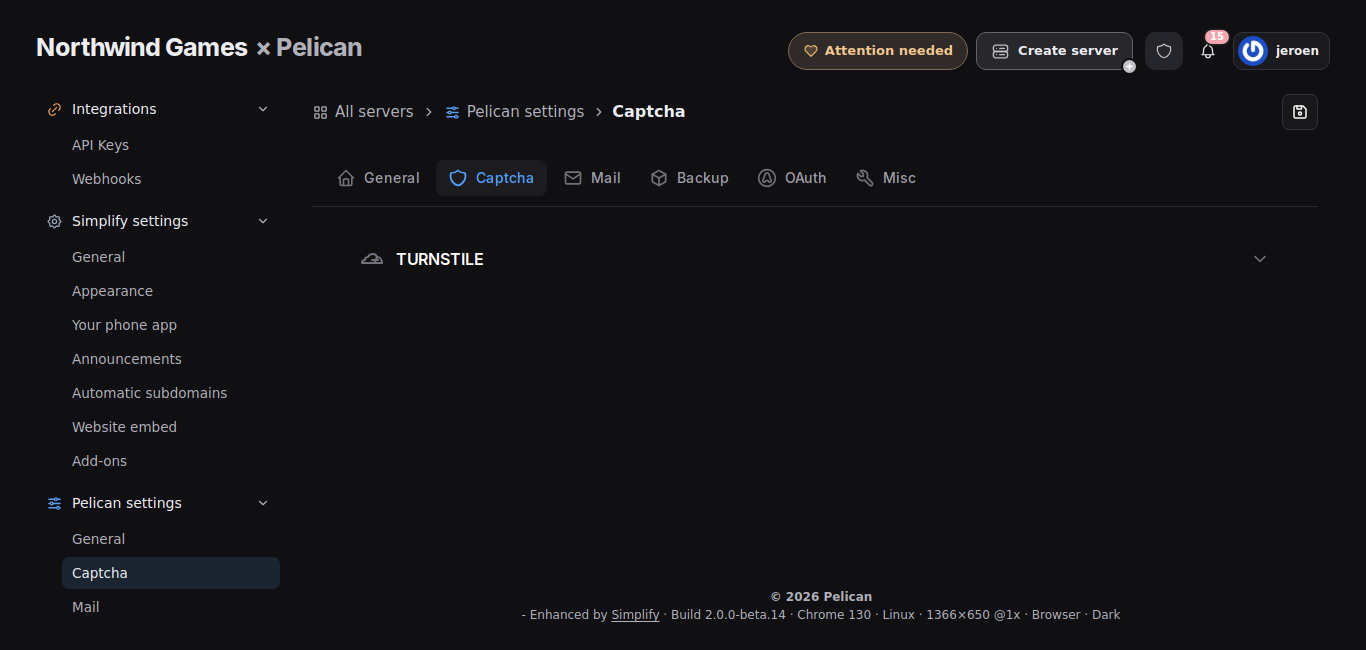 Northwind Games × Pelican
Attention needed
Create server
15
jeroen
Integrations
API Keys
Webhooks
Simplify settings
General
Appearance
Your phone app
Announcements
Automatic subdomains
Website embed
Add-ons
Pelican settings
General
Captcha
Mail
All servers > Pelican settings > Captcha
General
Captcha
Mail
Backup
OAuth
Misc
TURNSTILE
© 2026 Pelican
- Enhanced by Simplify · Build 2.0.0-beta.14 · Chrome 130 · Linux · 1366×650 @1x · Browser · Dark